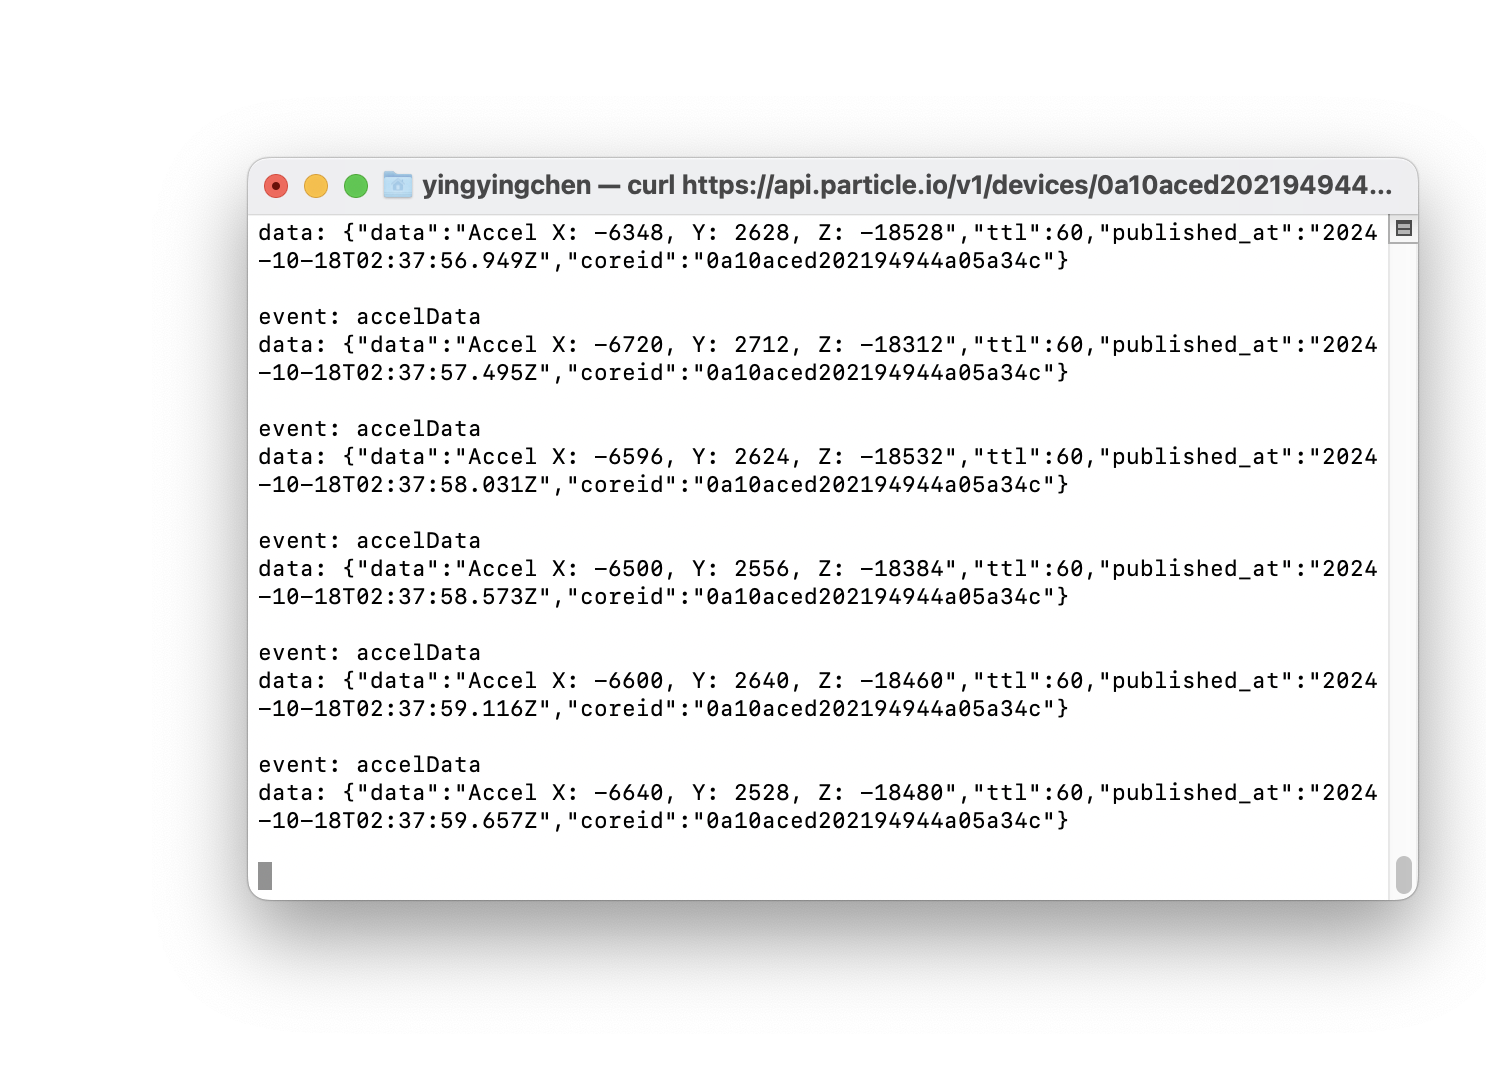 yingyingchen — curl https://api.particle.io/v1/devices/0a10aced202194944...
data: {"data":"Accel X: -6348, Y: 2628, Z: -18528","ttl":60,"published_at":"2024
-10-18T02:37:56.949Z","coreid":"0a10aced202194944a05a34c"}
event: accelData
data: {"data":"Accel X: -6720, Y: 2712, Z: -18312","ttl":60,"published_at":"2024
-10-18T02:37:57.495Z","coreid":"0a10aced202194944a05a34c"}
event: accelData
data: {"data":"Accel X: -6596, Y: 2624, Z: -18532","ttl":60,"published_at":"2024
-10-18T02:37:58.031Z","coreid":"0a10aced202194944a05a34c"}
event: accelData
data: {"data":"Accel X: -6500, Y: 2556, Z: -18384","ttl":60,"published_at":"2024
-10-18T02:37:58.573Z","coreid":"0a10aced202194944a05a34c"}
event: accelData
data: {"data":"Accel X: -6600, Y: 2640, Z: -18460","ttl":60,"published_at":"2024
-10-18T02:37:59.116Z","coreid":"0a10aced202194944a05a34c"}
event: accelData
data: {"data":"Accel X: -6640, Y: 2528, Z: -18480","ttl":60,"published_at":"2024
-10-18T02:37:59.657Z","coreid":"0a10aced202194944a05a34c"}